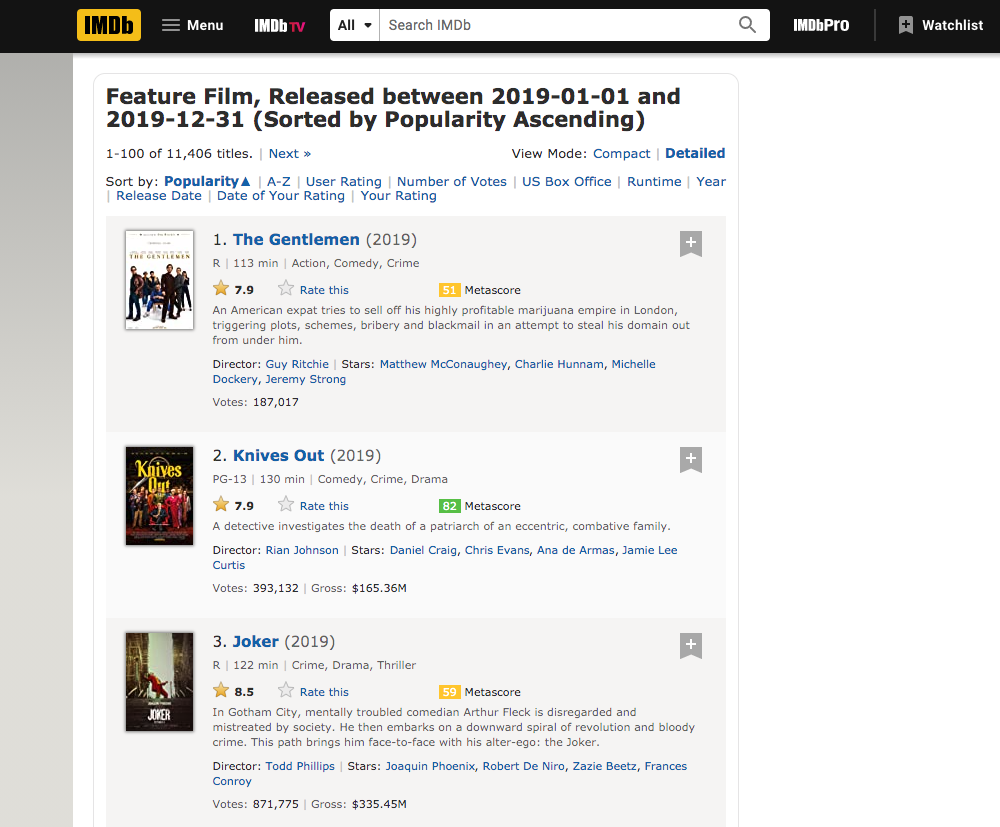 IMDb Menu IMDb TV All Search IMDb IMDbPro Watchlist
Feature Film, Released between 2019-01-01 and
2019-12-31 (Sorted by Popularity Ascending)
1-100 of 11,406 titles. | Next » View Mode: Compact | Detailed
Sort by: Popularity▲ | A-Z | User Rating | Number of Votes | US Box Office | Runtime | Year
| Release Date | Date of Your Rating | Your Rating
THE GENTLEMEN
1. The Gentlemen (2019)
R | 113 min | Action, Comedy, Crime
7.9 Rate this 51 Metascore
An American expat tries to sell off his highly profitable marijuana empire in London,
triggering plots, schemes, bribery and blackmail in an attempt to steal his domain out
from under him.
Director: Guy Ritchie | Stars: Matthew McConaughey, Charlie Hunnam, Michelle
Dockery, Jeremy Strong
Votes: 187,017
Knives
Out
2. Knives Out (2019)
PG-13 | 130 min | Comedy, Crime, Drama
7.9 Rate this 82 Metascore
A detective investigates the death of a patriarch of an eccentric, combative family.
Director: Rian Johnson | Stars: Daniel Craig, Chris Evans, Ana de Armas, Jamie Lee
Curtis
Votes: 393,132 | Gross: $165.36M
JOAQUIN PHOENIX
JOKER
3. Joker (2019)
R | 122 min | Crime, Drama, Thriller
8.5 Rate this 59 Metascore
In Gotham City, mentally troubled comedian Arthur Fleck is disregarded and
mistreated by society. He then embarks on a downward spiral of revolution and bloody
crime. This path brings him face-to-face with his alter-ego: the Joker.
Director: Todd Phillips | Stars: Joaquin Phoenix, Robert De Niro, Zazie Beetz, Frances
Conroy
Votes: 871,775 | Gross: $335.45M